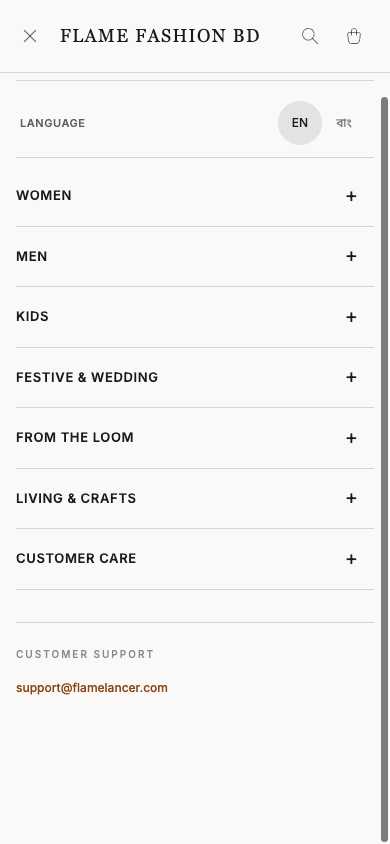 FLAME FASHION BD
LANGUAGE EN বাং
WOMEN +
MEN +
KIDS +
FESTIVE & WEDDING +
FROM THE LOOM +
LIVING & CRAFTS +
CUSTOMER CARE +
CUSTOMER SUPPORT
support@flamelancer.com